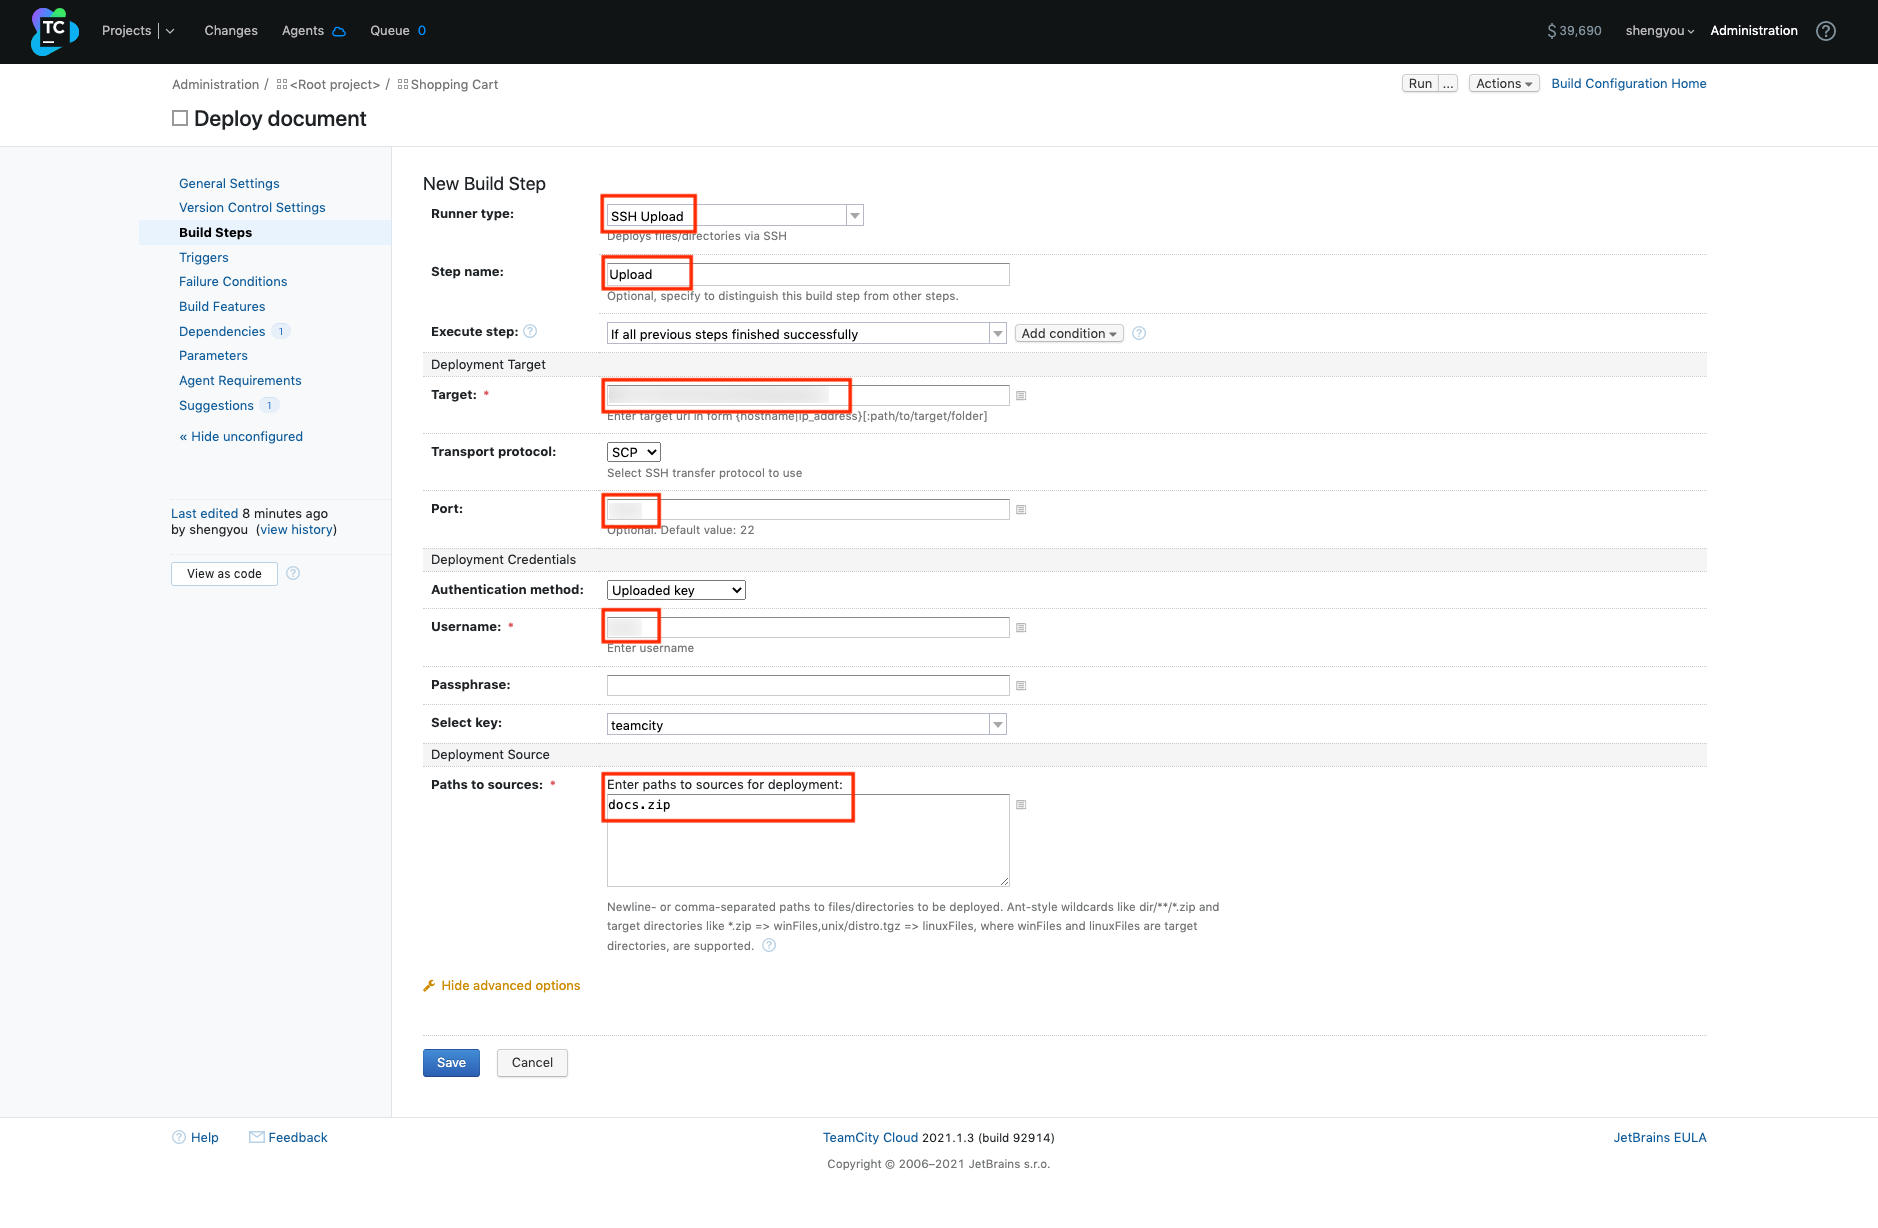 TC Projects Changes Agents Queue 0 $ 39,690 shengyou Administration ?
Administration / <Root project> / Shopping Cart Run ... Actions Build Configuration Home
Deploy document
General Settings
Version Control Settings
Build Steps
Triggers
Failure Conditions
Build Features
Dependencies 1
Parameters
Agent Requirements
Suggestions 1
« Hide unconfigured
Last edited 8 minutes ago
by shengyou (view history)
View as code ?
New Build Step
Runner type: SSH Upload
Deploys files/directories via SSH
Step name: Upload
Optional, specify to distinguish this build step from other steps.
Execute step: ? If all previous steps finished successfully Add condition ?
Deployment Target
Target: *
Enter target url in form {hostname|ip_address}[:path/to/target/folder]
Transport protocol: SCP
Select SSH transfer protocol to use
Port:
Optional. Default value: 22
Deployment Credentials
Authentication method: Uploaded key
Username: *
Enter username
Passphrase:
Select key: teamcity
Deployment Source
Paths to sources: * Enter paths to sources for deployment:
docs.zip
Newline- or comma-separated paths to files/directories to be deployed. Ant-style wildcards like dir/**/*.zip and
target directories like *.zip => winFiles,unix/distro.tgz => linuxFiles, where winFiles and linuxFiles are target
directories, are supported. ?
Hide advanced options
Save Cancel
? Help Feedback TeamCity Cloud 2021.1.3 (build 92914) JetBrains EULA
Copyright © 2006–2021 JetBrains s.r.o.